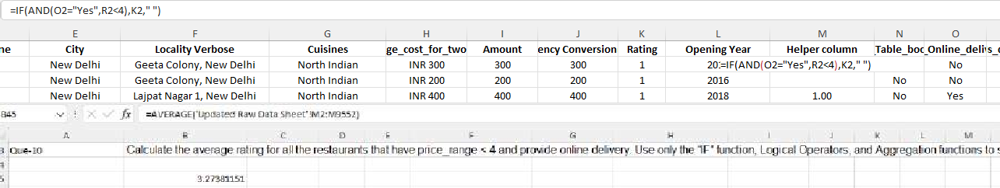 =IF(AND(O2="Yes",R2<4),K2," ")
E F G H I J K L M N O
City Locality Verbose Cuisines ge_cost_for_two Amount ency Conversion Rating Opening Year Helper column _Table_boo _Online_deli
New Delhi Geeta Colony, New Delhi North Indian INR 300 300 300 1 20 =IF(AND(O2="Yes",R2<4),K2," ") No
New Delhi Geeta Colony, New Delhi North Indian INR 200 200 200 1 2016 No No
New Delhi Lajpat Nagar 1, New Delhi North Indian INR 400 400 400 1 2018 1.00 No Yes
B45 fx =AVERAGE('Updated Raw Data Sheet'!M2:M9552)
A B C D E F G H I J K L M
Que-10 Calculate the average rating for all the restaurants that have price_range < 4 and provide online delivery. Use only the "IF" function, Logical Operators, and Aggregation functions to s
3.27381151